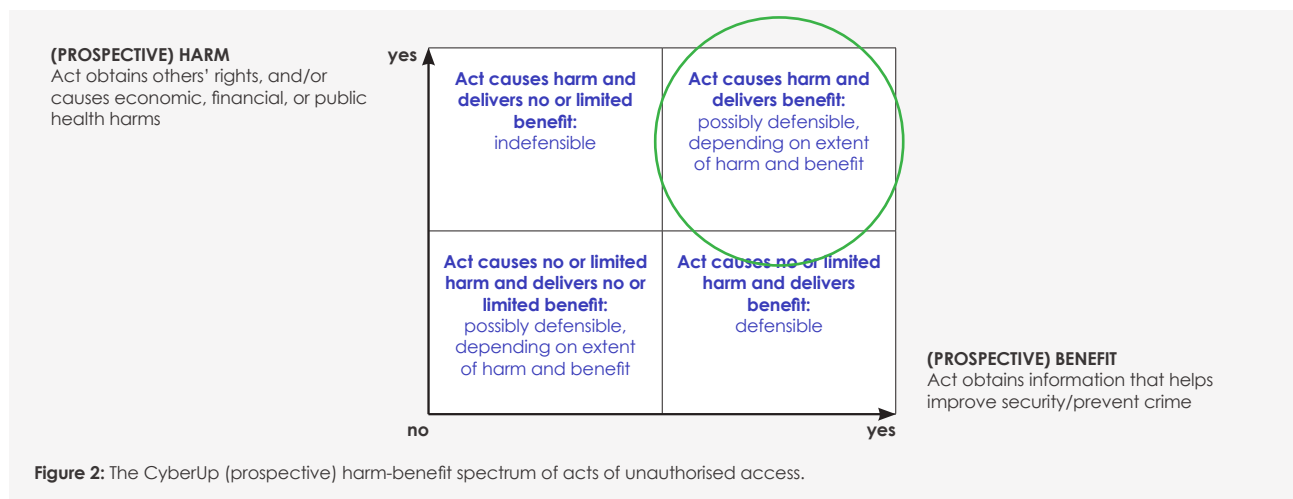 (PROSPECTIVE) HARM
Act obtains others' rights, and/or
causes economic, financial, or public
health harms
yes
Act causes harm and
delivers no or limited
benefit:
indefensible
Act causes harm and
delivers benefit:
possibly defensible,
depending on extent
of harm and benefit
Act causes no or limited
harm and delivers no or
limited benefit:
possibly defensible,
depending on extent
of harm and benefit
Act causes no or limited
harm and delivers
benefit:
defensible
(PROSPECTIVE) BENEFIT
Act obtains information that helps
improve security/prevent crime
no
yes
Figure 2: The CyberUp (prospective) harm-benefit spectrum of acts of unauthorised access.